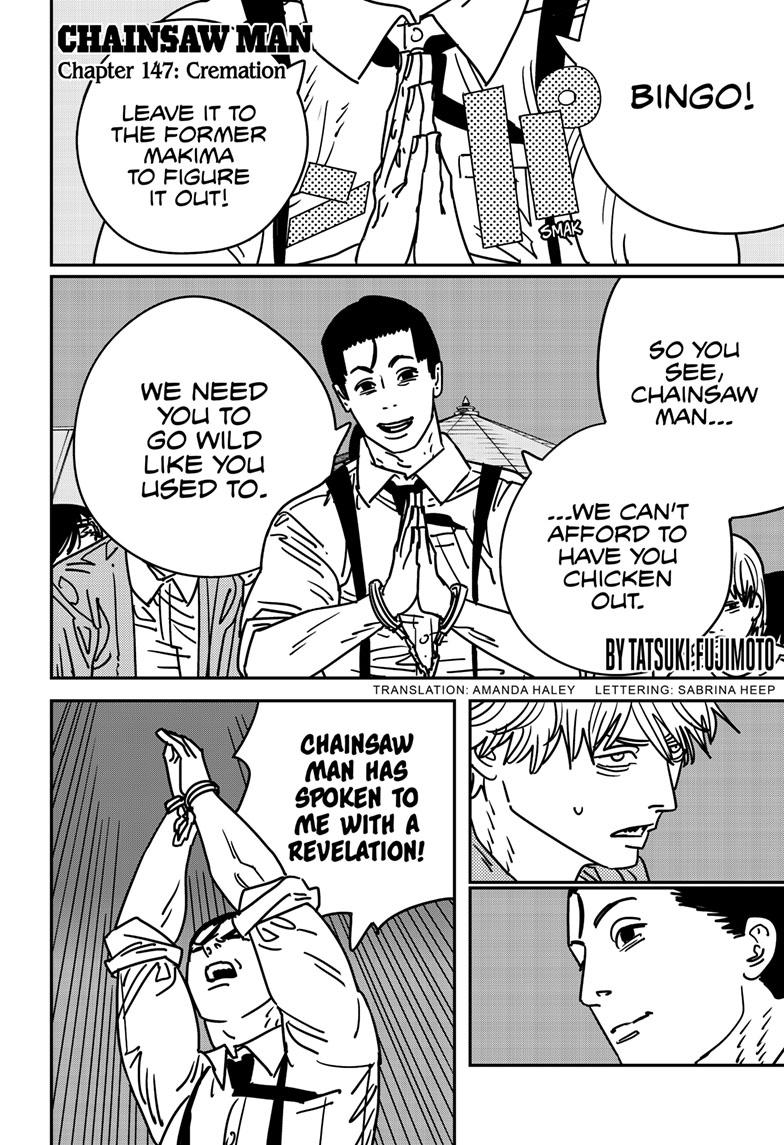 CHAINSAW MAN
Chapter 147: Cremation
BINGO!
LEAVE IT TO
THE FORMER
MAKIMA
TO FIGURE
IT OUT!
SMAK
SO YOU
SEE,
CHAINSAW
MAN...
...WE CAN'T
AFFORD TO
HAVE YOU
CHICKEN
OUT.
WE NEED
YOU TO
GO WILD
LIKE YOU
USED TO.
BY TATSUKI FUJIMOTO
TRANSLATION: AMANDA HALEY LETTERING: SABRINA HEEP
CHAINSAW
MAN HAS
SPOKEN TO
ME WITH A
REVELATION!